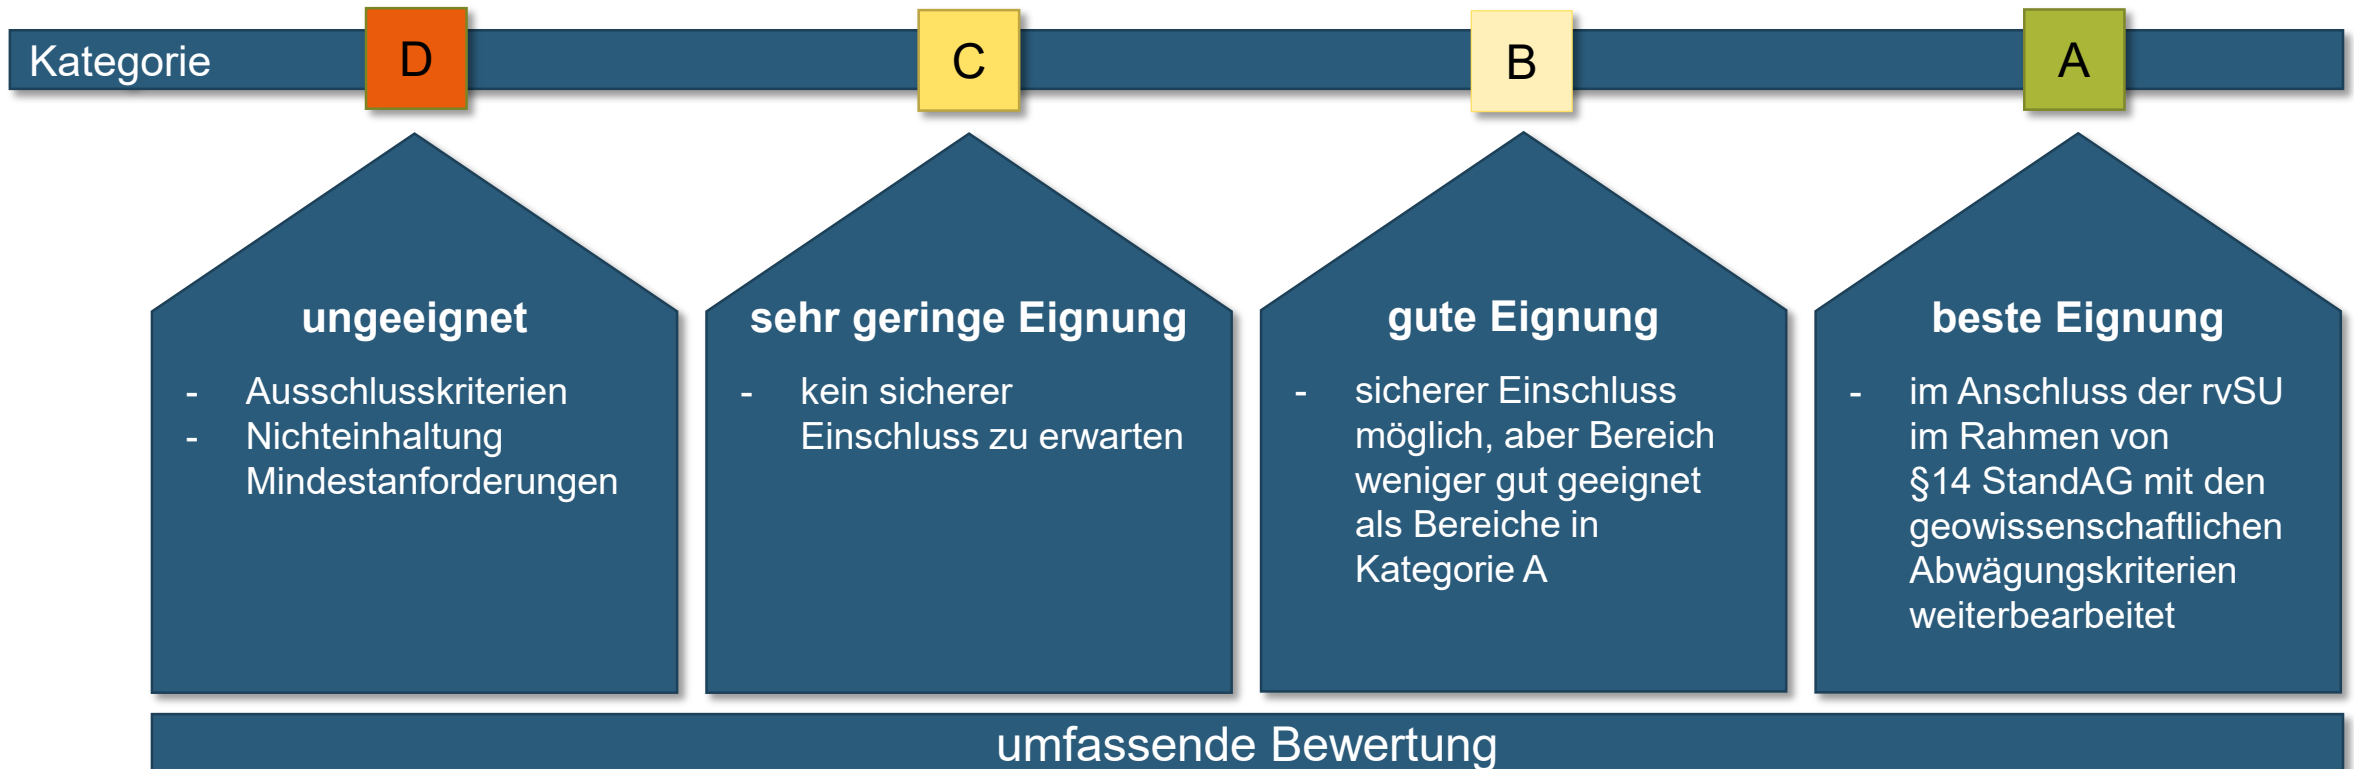 Kategorie
D
C
B
A
ungeeignet
- Ausschlusskriterien
- Nichteinhaltung
Mindestanforderungen
sehr geringe Eignung
- kein sicherer
Einschluss zu erwarten
gute Eignung
- sicherer Einschluss
möglich, aber Bereich
weniger gut geeignet
als Bereiche in
Kategorie A
beste Eignung
- im Anschluss der rvSU
im Rahmen von
§14 StandAG mit den
geowissenschaftlichen
Abwägungskriterien
weiterbearbeitet
umfassende Bewertung